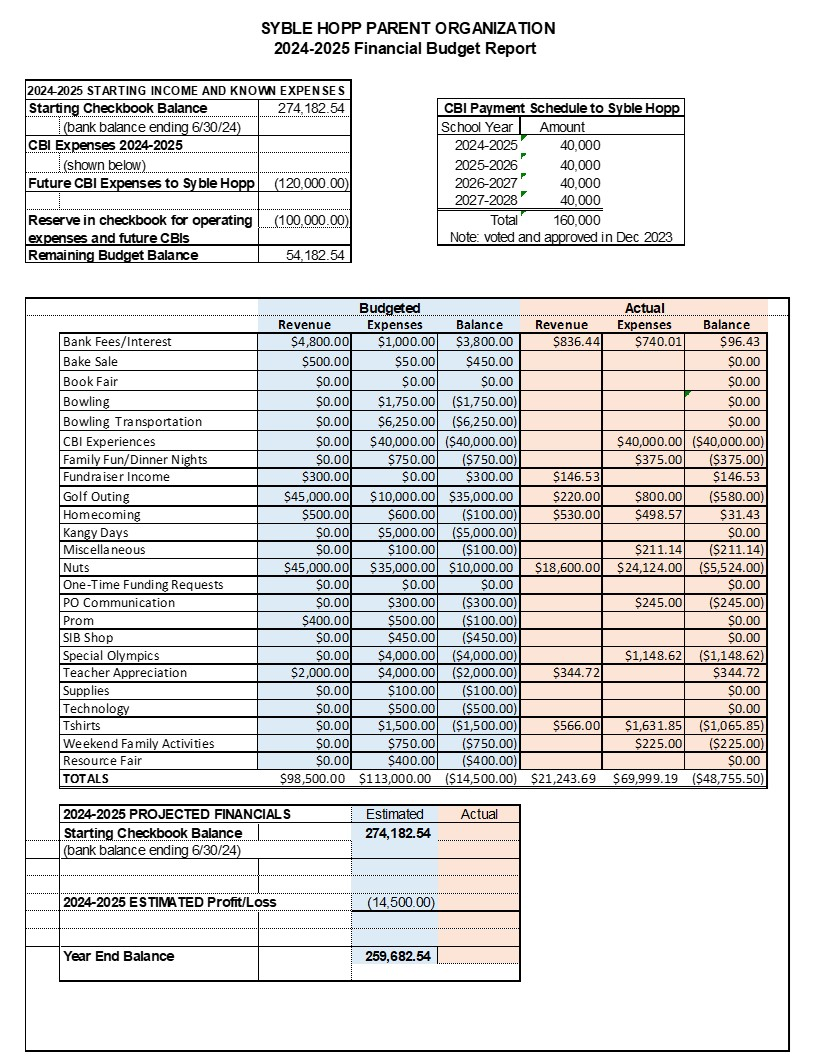 SYBLE HOPP PARENT ORGANIZATION
2024-2025 Financial Budget Report
2024-2025 STARTING INCOME AND KNOWN EXPENSES
Starting Checkbook Balance 274,182.54
(bank balance ending 6/30/24)
CBI Expenses 2024-2025
(shown below)
Future CBI Expenses to Syble Hopp (120,000.00)
Reserve in checkbook for operating (100,000.00)
expenses and future CBIs
Remaining Budget Balance 54,182.54
CBI Payment Schedule to Syble Hopp
School Year Amount
2024-2025 40,000
2025-2026 40,000
2026-2027 40,000
2027-2028 40,000
Total 160,000
Note: voted and approved in Dec 2023
Budgeted Actual
Revenue Expenses Balance Revenue Expenses Balance
Bank Fees/Interest $4,800.00 $1,000.00 $3,800.00 $836.44 $740.01 $96.43
Bake Sale $500.00 $50.00 $450.00 $0.00
Book Fair $0.00 $0.00 $0.00 $0.00
Bowling $0.00 $1,750.00 ($1,750.00) $0.00
Bowling Transportation $0.00 $6,250.00 ($6,250.00) $0.00
CBI Experiences $0.00 $40,000.00 ($40,000.00) $40,000.00 ($40,000.00)
Family Fun/Dinner Nights $0.00 $750.00 ($750.00) $375.00 ($375.00)
Fundraiser Income $300.00 $0.00 $300.00 $146.53 $146.53
Golf Outing $45,000.00 $10,000.00 $35,000.00 $220.00 $800.00 ($580.00)
Homecoming $500.00 $600.00 ($100.00) $530.00 $498.57 $31.43
Kangy Days $0.00 $5,000.00 ($5,000.00) $0.00
Miscellaneous $0.00 $100.00 ($100.00) $211.14 ($211.14)
Nuts $45,000.00 $35,000.00 $10,000.00 $18,600.00 $24,124.00 ($5,524.00)
One-Time Funding Requests $0.00 $0.00 $0.00 $0.00
PO Communication $0.00 $300.00 ($300.00) $245.00 ($245.00)
Prom $400.00 $500.00 ($100.00) $0.00
SIB Shop $0.00 $450.00 ($450.00) $0.00
Special Olympics $0.00 $4,000.00 ($4,000.00) $1,148.62 ($1,148.62)
Teacher Appreciation $2,000.00 $4,000.00 ($2,000.00) $344.72 $344.72
Supplies $0.00 $100.00 ($100.00) $0.00
Technology $0.00 $500.00 ($500.00) $0.00
Tshirts $0.00 $1,500.00 ($1,500.00) $566.00 $1,631.85 ($1,065.85)
Weekend Family Activities $0.00 $750.00 ($750.00) $225.00 ($225.00)
Resource Fair $0.00 $400.00 ($400.00) $0.00
TOTALS $98,500.00 $113,000.00 ($14,500.00) $21,243.69 $69,999.19 ($48,755.50)
2024-2025 PROJECTED FINANCIALS Estimated Actual
Starting Checkbook Balance 274,182.54
(bank balance ending 6/30/24)
2024-2025 ESTIMATED Profit/Loss (14,500.00)
Year End Balance 259,682.54